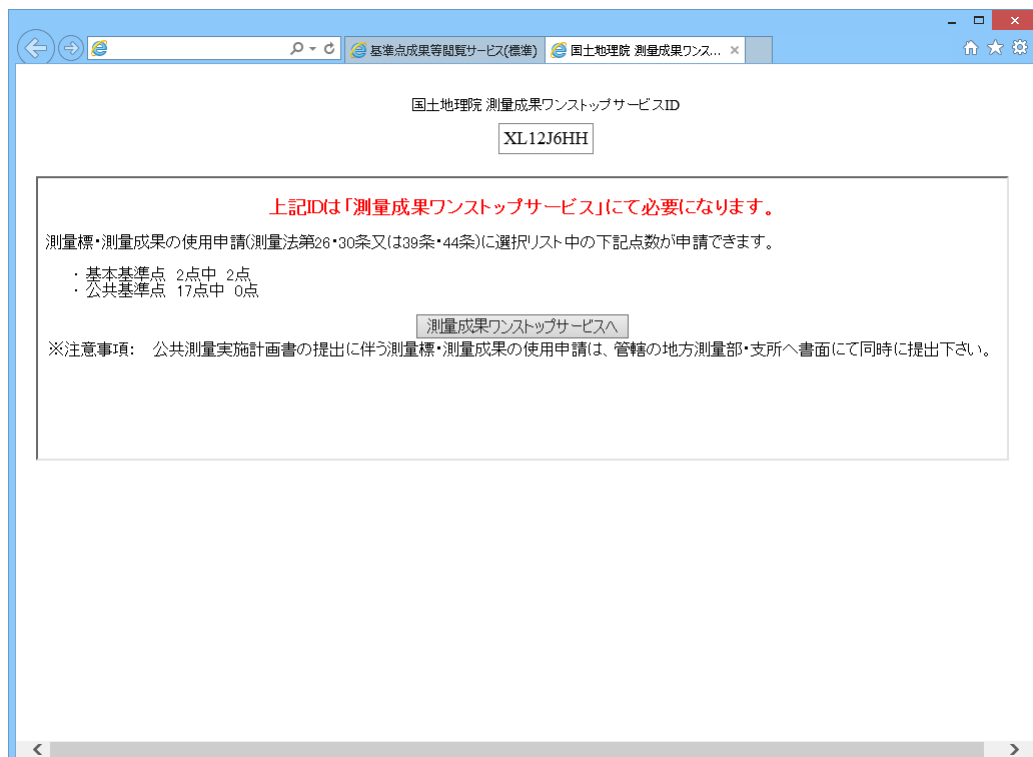 基準点成果等閲覧サービス(標準)
国土地理院 測量成果ワンス...
国土地理院 測量成果ワンストップサービスID
XL12J6HH
上記IDは「測量成果ワンストップサービス」にて必要になります。
測量標・測量成果の使用申請(測量法第26・30条又は39条・44条)に選択リスト中の下記点数が申請できます。
・基本基準点 2点中 2点
・公共基準点 17点中 0点
測量成果ワンストップサービスへ
※注意事項: 公共測量実施計画書の提出に伴う測量標・測量成果の使用申請は、管轄の地方測量部・支所へ書面にて同時に提出下さい。